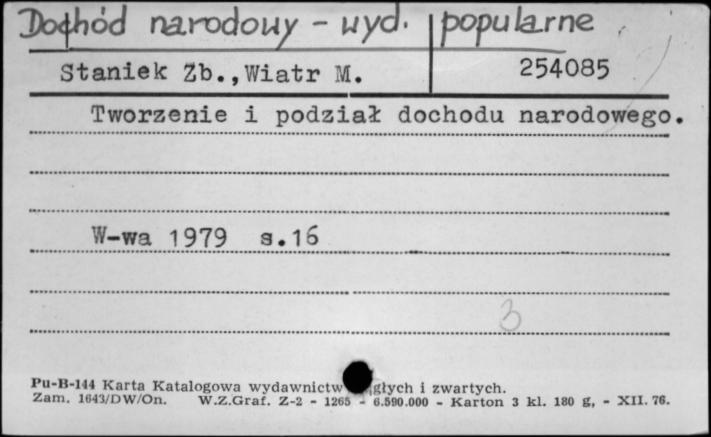 Dochód narodowy - wyd. popularne
Staniek Zb., Wiatr M. 254085
Tworzenie i podział dochodu narodowego.
W-wa 1979 s.16
3
Pu-B-144 Karta Katalogowa wydawnictw głych i zwartych.
Zam. 1643/DW/On. W.Z.Graf. Z-2 - 1265 - 6.590.000 - Karton 3 kl. 180 g, - XII. 76.